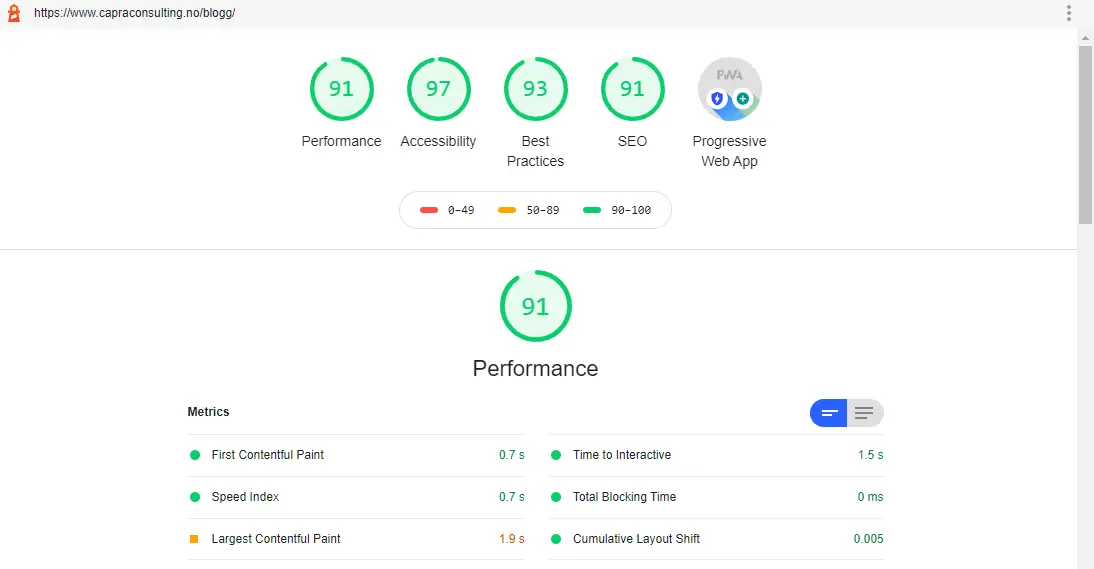 https://www.capraconsulting.no/blogg/
91 97 93 91 PWA
Performance Accessibility Best SEO Progressive
Practices Web App
0–49 50–89 90–100
91
Performance
Metrics
First Contentful Paint 0.7 s Time to Interactive 1.5 s
Speed Index 0.7 s Total Blocking Time 0 ms
Largest Contentful Paint 1.9 s Cumulative Layout Shift 0.005